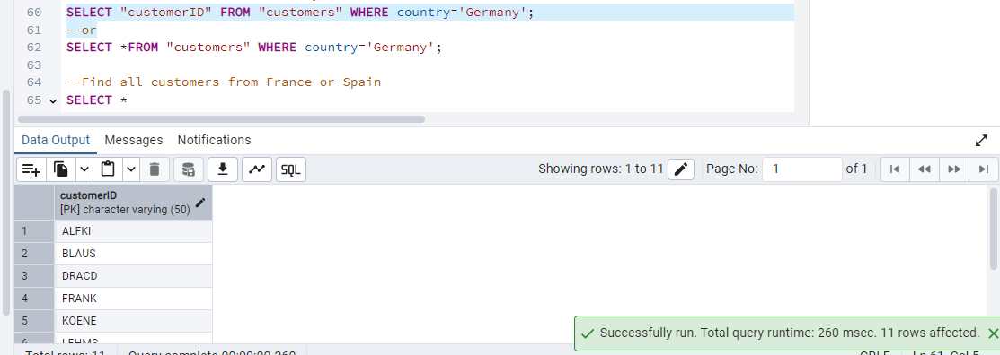 60 SELECT "customerID" FROM "customers" WHERE country='Germany';
61 --or
62 SELECT *FROM "customers" WHERE country='Germany';
63
64 --Find all customers from France or Spain
65 SELECT *
Data Output Messages Notifications
SQL Showing rows: 1 to 11 Page No: 1 of 1
customerID
[PK] character varying (50)
1 ALFKI
2 BLAUS
3 DRACD
4 FRANK
5 KOENE
6 LEHMS
Successfully run. Total query runtime: 260 msec. 11 rows affected.
Total rows: 11 Query complete 00:00:00.260 CRLF Ln 61, Col 5